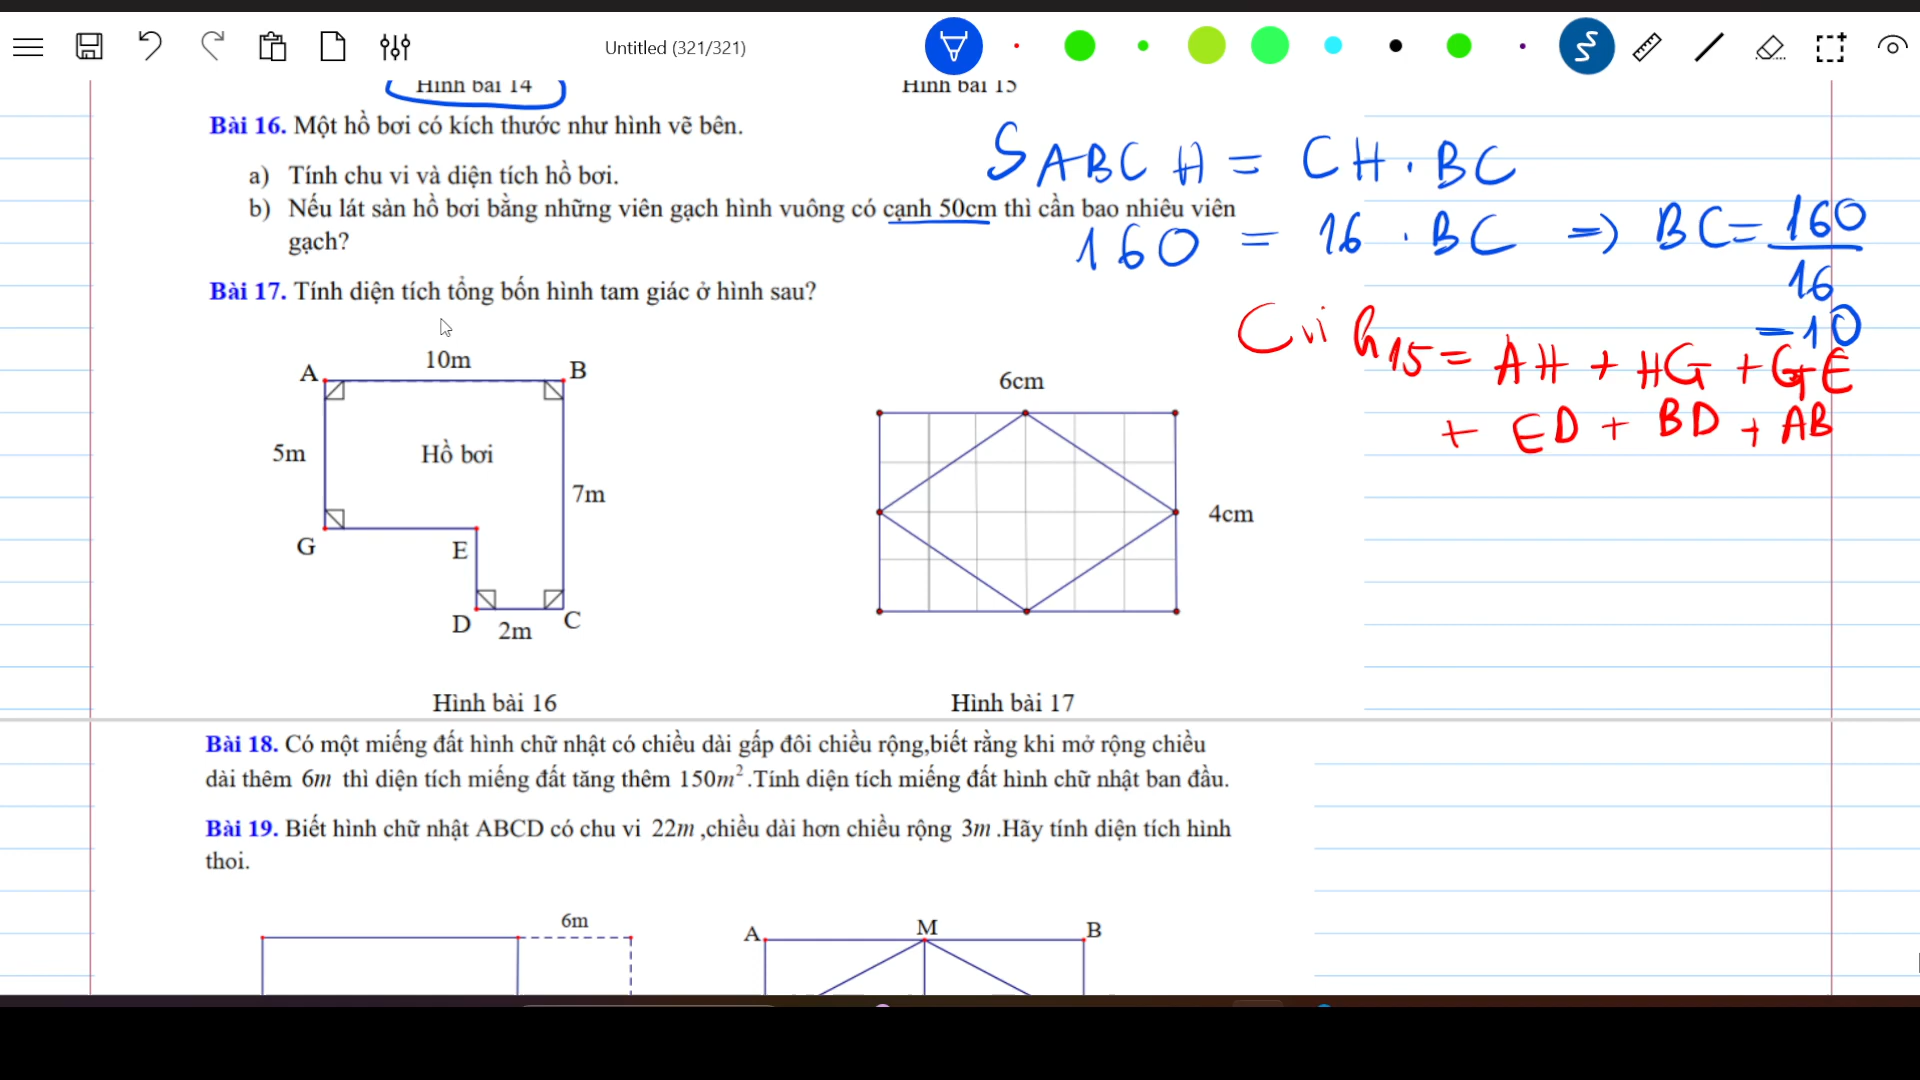 Untitled (321/321)
Hình bài 14
Hình bài 15
Bài 16. Một hồ bơi có kích thước như hình vẽ bên.
a) Tính chu vi và diện tích hồ bơi.
b) Nếu lát sàn hồ bơi bằng những viên gạch hình vuông có cạnh 50cm thì cần bao nhiêu viên
gạch?
Bài 17. Tính diện tích tổng bốn hình tam giác ở hình sau?
S ABCH = CH . BC
160 = 16 . BC => BC = 160/16
= 10
Cvi h15 = AH + HG + GE
+ ED + BD + AB
A
10m
B
5m
Hồ bơi
7m
G
E
D
2m
C
6cm
4cm
Hình bài 16
Hình bài 17
Bài 18. Có một miếng đất hình chữ nhật có chiều dài gấp đôi chiều rộng,biết rằng khi mở rộng chiều
dài thêm 6m thì diện tích miếng đất tăng thêm 150m².Tính diện tích miếng đất hình chữ nhật ban đầu.
Bài 19. Biết hình chữ nhật ABCD có chu vi 22m ,chiều dài hơn chiều rộng 3m .Hãy tính diện tích hình
thoi.
6m
A
M
B